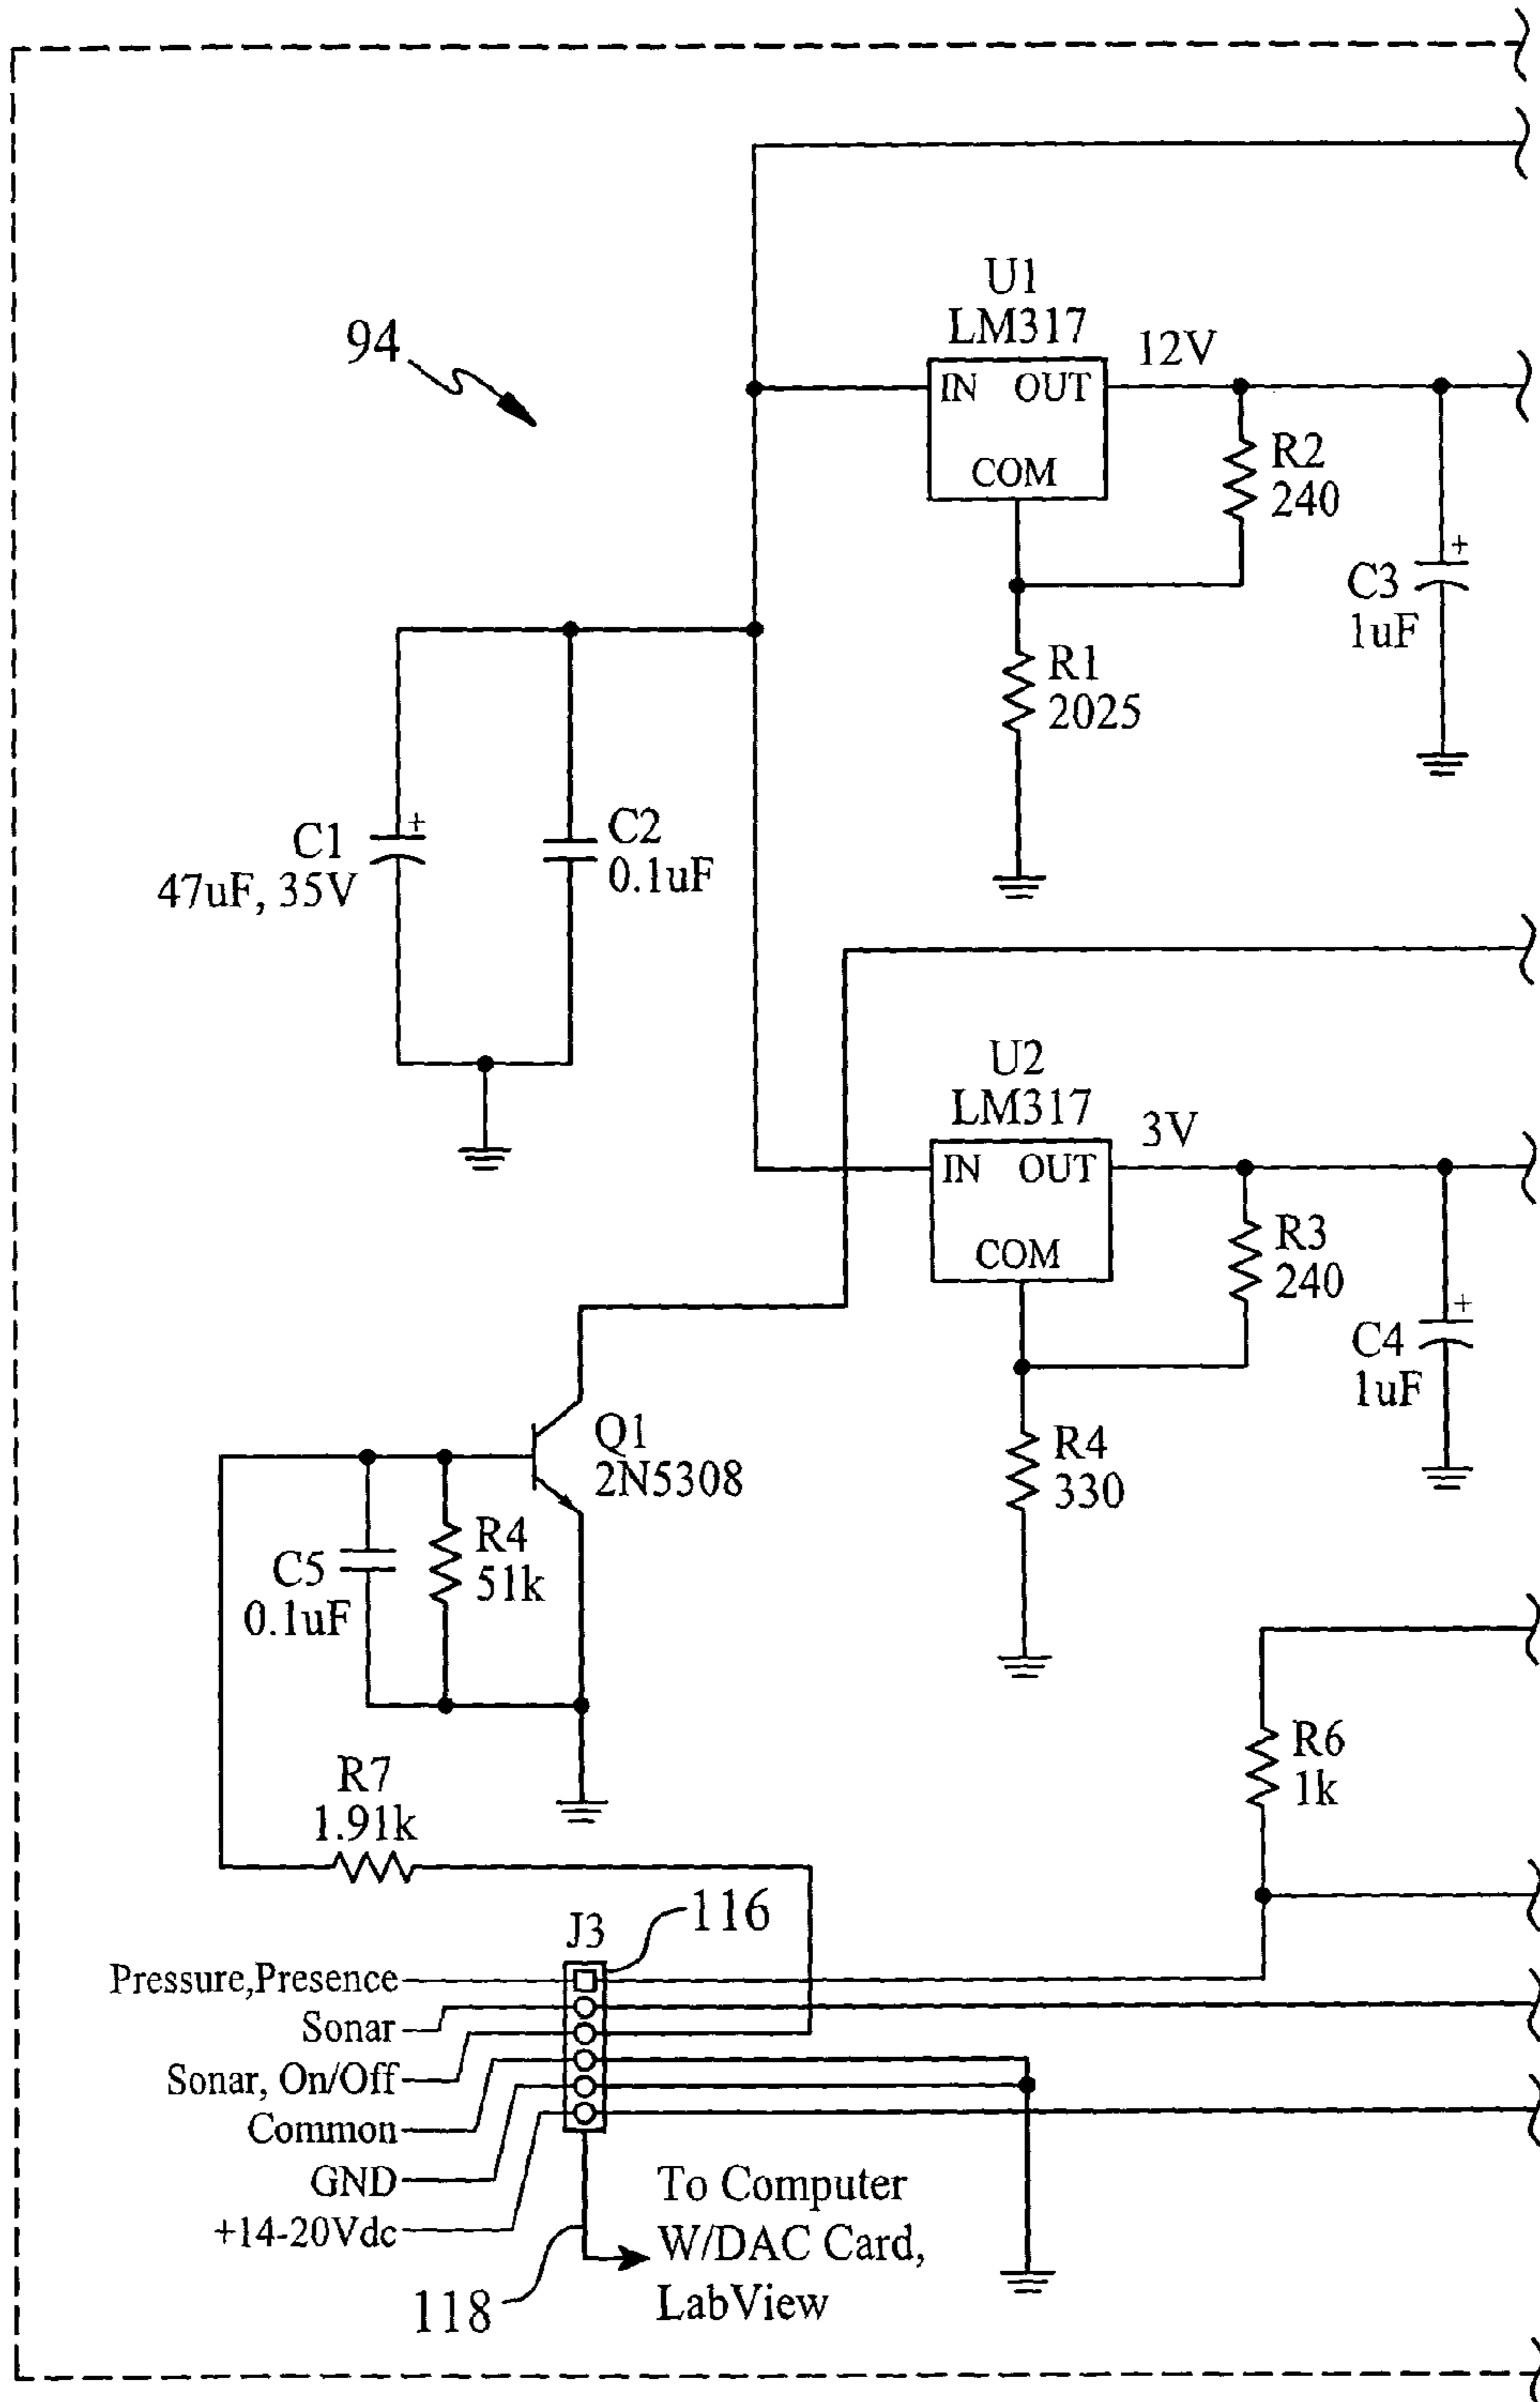 94
U1
LM317
12V
IN OUT
COM
R2
240
C3
+
1uF
R1
2025
C1
+
47uF, 35V
C2
0.1uF
U2
LM317
3V
IN OUT
COM
R3
240
C4
+
1uF
Q1
2N5308
R4
330
C5
0.1uF
R4
51k
R6
1k
R7
1.91k
J3
116
Pressure,Presence
Sonar
Sonar, On/Off
Common
GND
+14-20Vdc
To Computer
W/DAC Card,
LabView
118